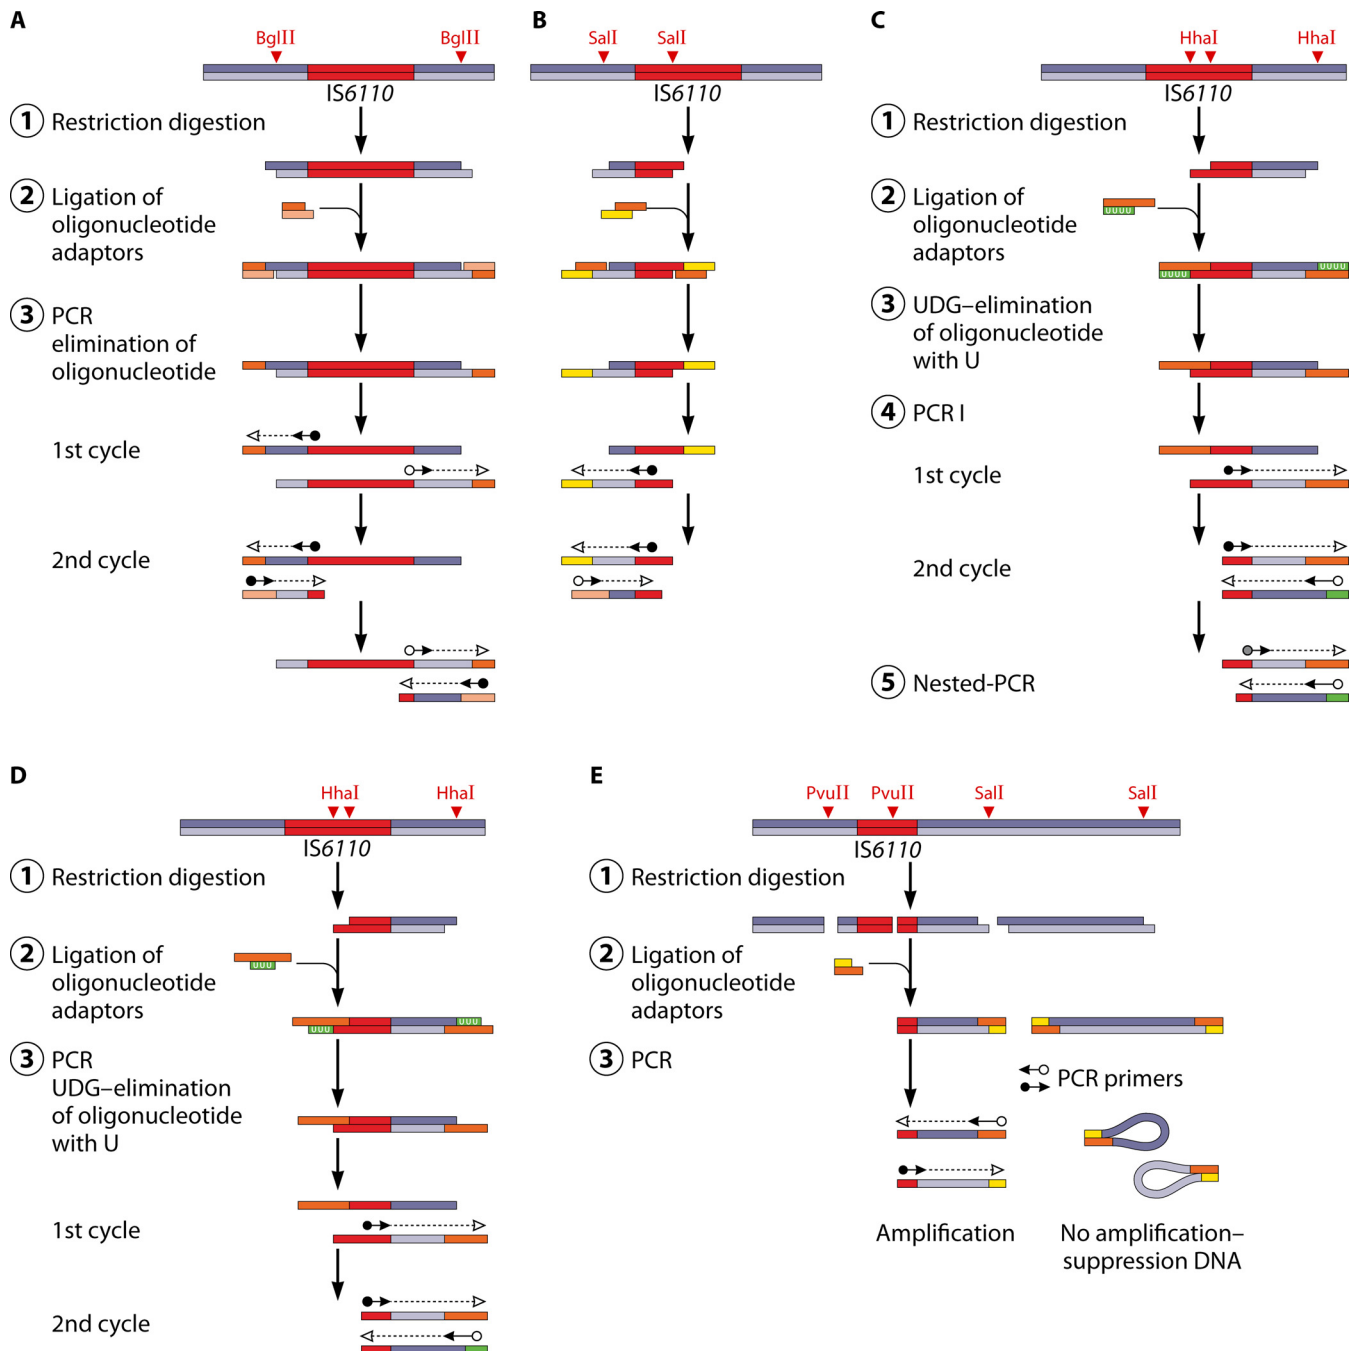 A
BglII
BglII
IS6110
1 Restriction digestion
2 Ligation of
oligonucleotide
adaptors
3 PCR
elimination of
oligonucleotide
1st cycle
2nd cycle
B
SalI
SalI
IS6110
C
HhaI
HhaI
IS6110
1 Restriction digestion
2 Ligation of
oligonucleotide
adaptors
UUUU
UUUU
UUUU
3 UDG–elimination
of oligonucleotide
with U
4 PCR I
1st cycle
2nd cycle
5 Nested-PCR
D
HhaI
HhaI
IS6110
1 Restriction digestion
2 Ligation of
oligonucleotide
adaptors
UUU
UUU
UUU
3 PCR
UDG–elimination
of oligonucleotide
with U
1st cycle
2nd cycle
E
PvuII
PvuII
SalI
SalI
IS6110
1 Restriction digestion
2 Ligation of
oligonucleotide
adaptors
3 PCR
PCR primers
Amplification
No amplification–
suppression DNA